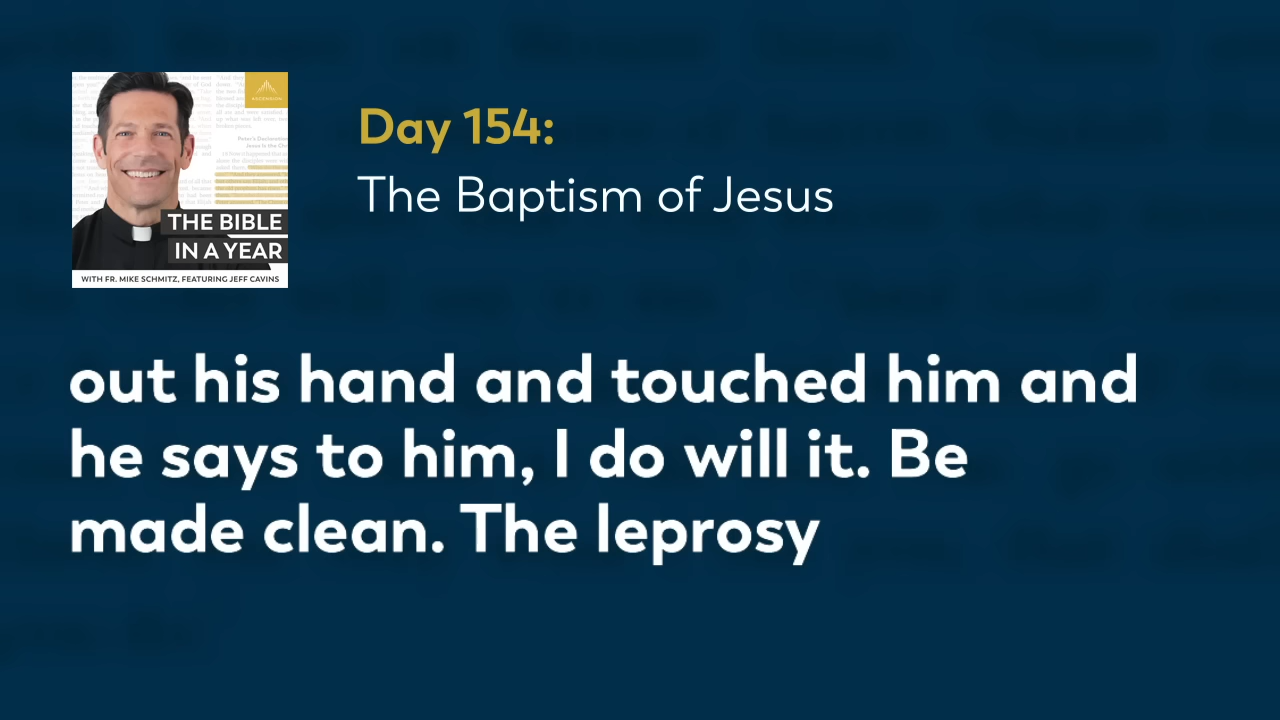 ASCENSION
THE BIBLE
IN A YEAR
WITH FR. MIKE SCHMITZ, FEATURING JEFF CAVINS
Day 154:
The Baptism of Jesus
out his hand and touched him and
he says to him, I do will it. Be
made clean. The leprosy